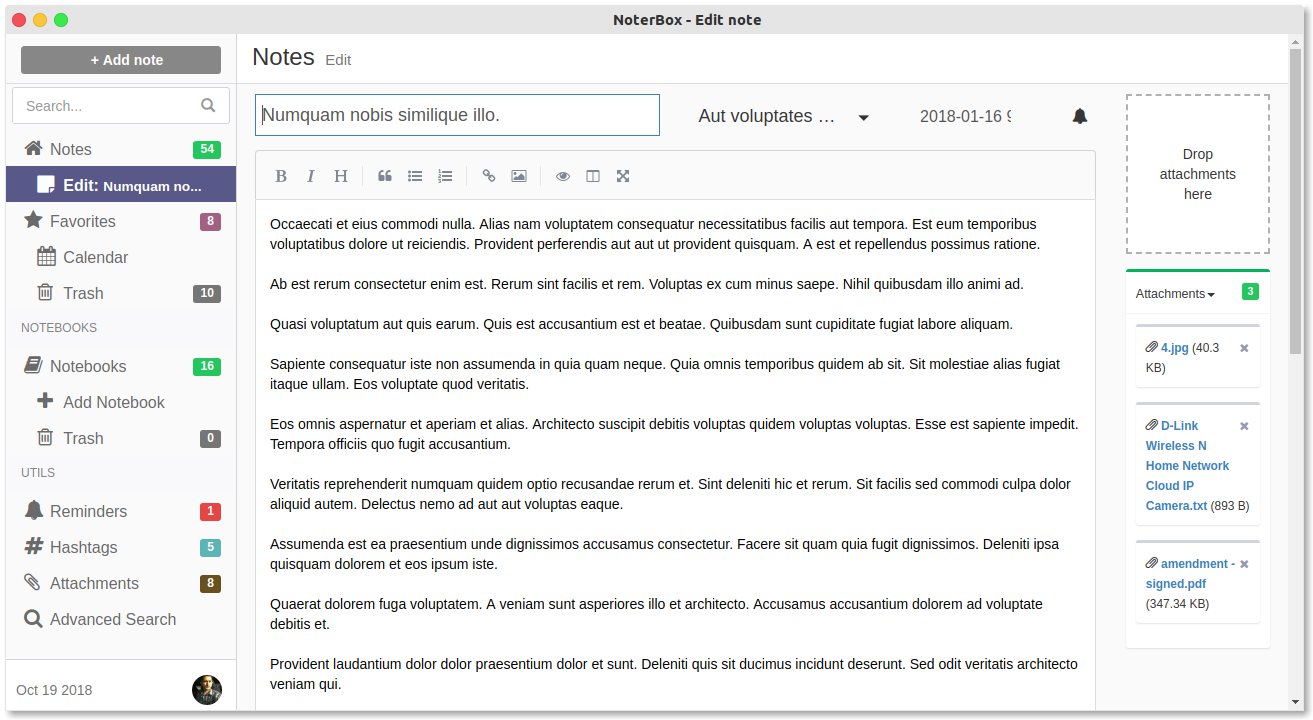 NoterBox - Edit note
+ Add note
Search...
Notes 54
Edit: Numquam no...
Favorites 8
Calendar
Trash 10
NOTEBOOKS
Notebooks 16
Add Notebook
Trash 0
UTILS
Reminders 1
Hashtags 5
Attachments 8
Advanced Search
Oct 19 2018
Notes Edit
Numquam nobis similique illo.
Aut voluptates ...
2018-01-16
B I H
Occaecati et eius commodi nulla. Alias nam voluptatem consequatur necessitatibus facilis aut tempora. Est eum temporibus
voluptatibus dolore ut reiciendis. Provident perferendis aut aut ut provident quisquam. A est et repellendus possimus ratione.
Ab est rerum consectetur enim est. Rerum sint facilis et rem. Voluptas ex cum minus saepe. Nihil quibusdam illo animi ad.
Quasi voluptatum aut quis earum. Quis est accusantium est et beatae. Quibusdam sunt cupiditate fugiat labore aliquam.
Sapiente consequatur iste non assumenda in quia quam neque. Quia omnis temporibus quidem ab sit. Sit molestiae alias fugiat
itaque ullam. Eos voluptate quod veritatis.
Eos omnis aspernatur et aperiam et alias. Architecto suscipit debitis voluptas quidem voluptas voluptas. Esse est sapiente impedit.
Tempora officiis quo fugit accusantium.
Veritatis reprehenderit numquam quidem optio recusandae rerum et. Sint deleniti hic et rerum. Sit facilis sed commodi culpa dolor
aliquid autem. Delectus nemo ad aut aut voluptas eaque.
Assumenda est ea praesentium unde dignissimos accusamus consectetur. Facere sit quam quia fugit dignissimos. Deleniti ipsa
quisquam dolorem et eos ipsum iste.
Quaerat dolorem fuga voluptatem. A veniam sunt asperiores illo et architecto. Accusamus accusantium dolorem ad voluptate
debitis et.
Provident laudantium dolor dolor praesentium dolor et sunt. Deleniti quis sit ducimus incidunt deserunt. Sed odit veritatis architecto
veniam qui.
Drop
attachments
here
Attachments 3
4.jpg (40.3
KB)
D-Link
Wireless N
Home Network
Cloud IP
Camera.txt (893 B)
amendment -
signed.pdf
(347.34 KB)